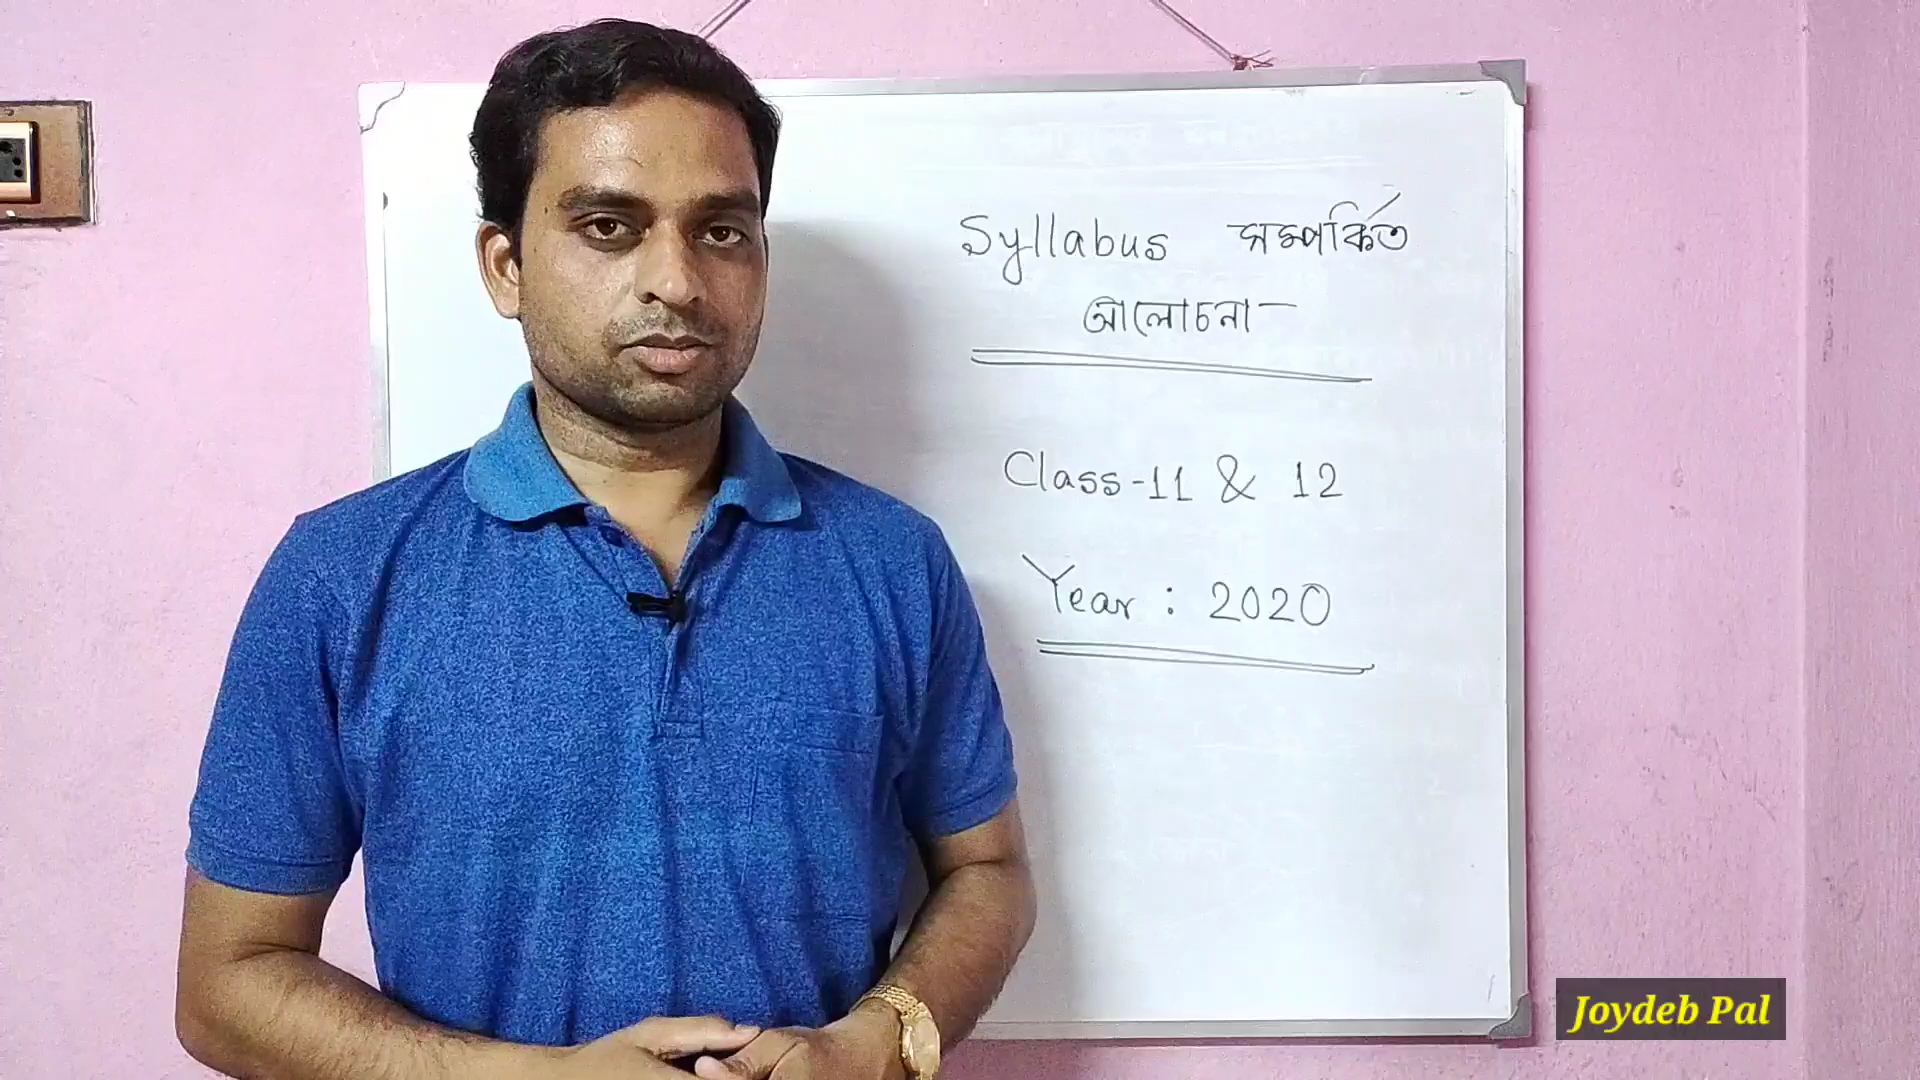 Syllabus সম্পর্কিত
আলোচনা
Class-11 & 12
Year : 2020
Joydeb Pal